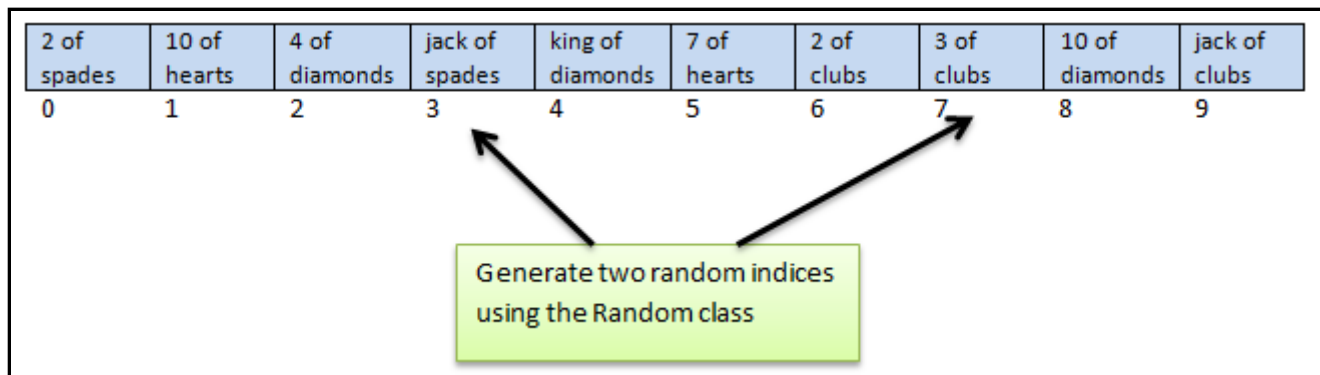 2 of 10 of 4 of jack of king of 7 of 2 of 3 of 10 of jack of
spades hearts diamonds spades diamonds hearts clubs clubs diamonds clubs
0 1 2 3 4 5 6 7 8 9
Generate two random indices
using the Random class